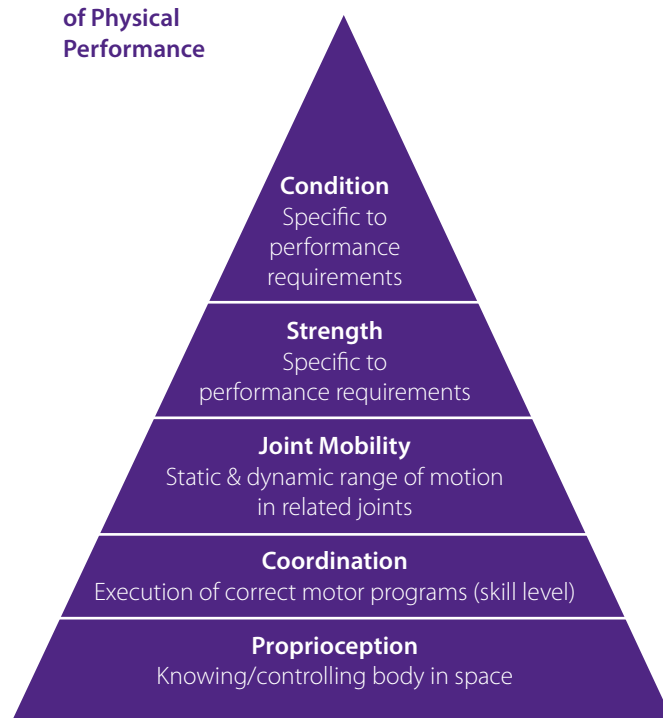 of Physical
Performance
Condition
Specific to
performance
requirements
Strength
Specific to
performance requirements
Joint Mobility
Static & dynamic range of motion
in related joints
Coordination
Execution of correct motor programs (skill level)
Proprioception
Knowing/controlling body in space